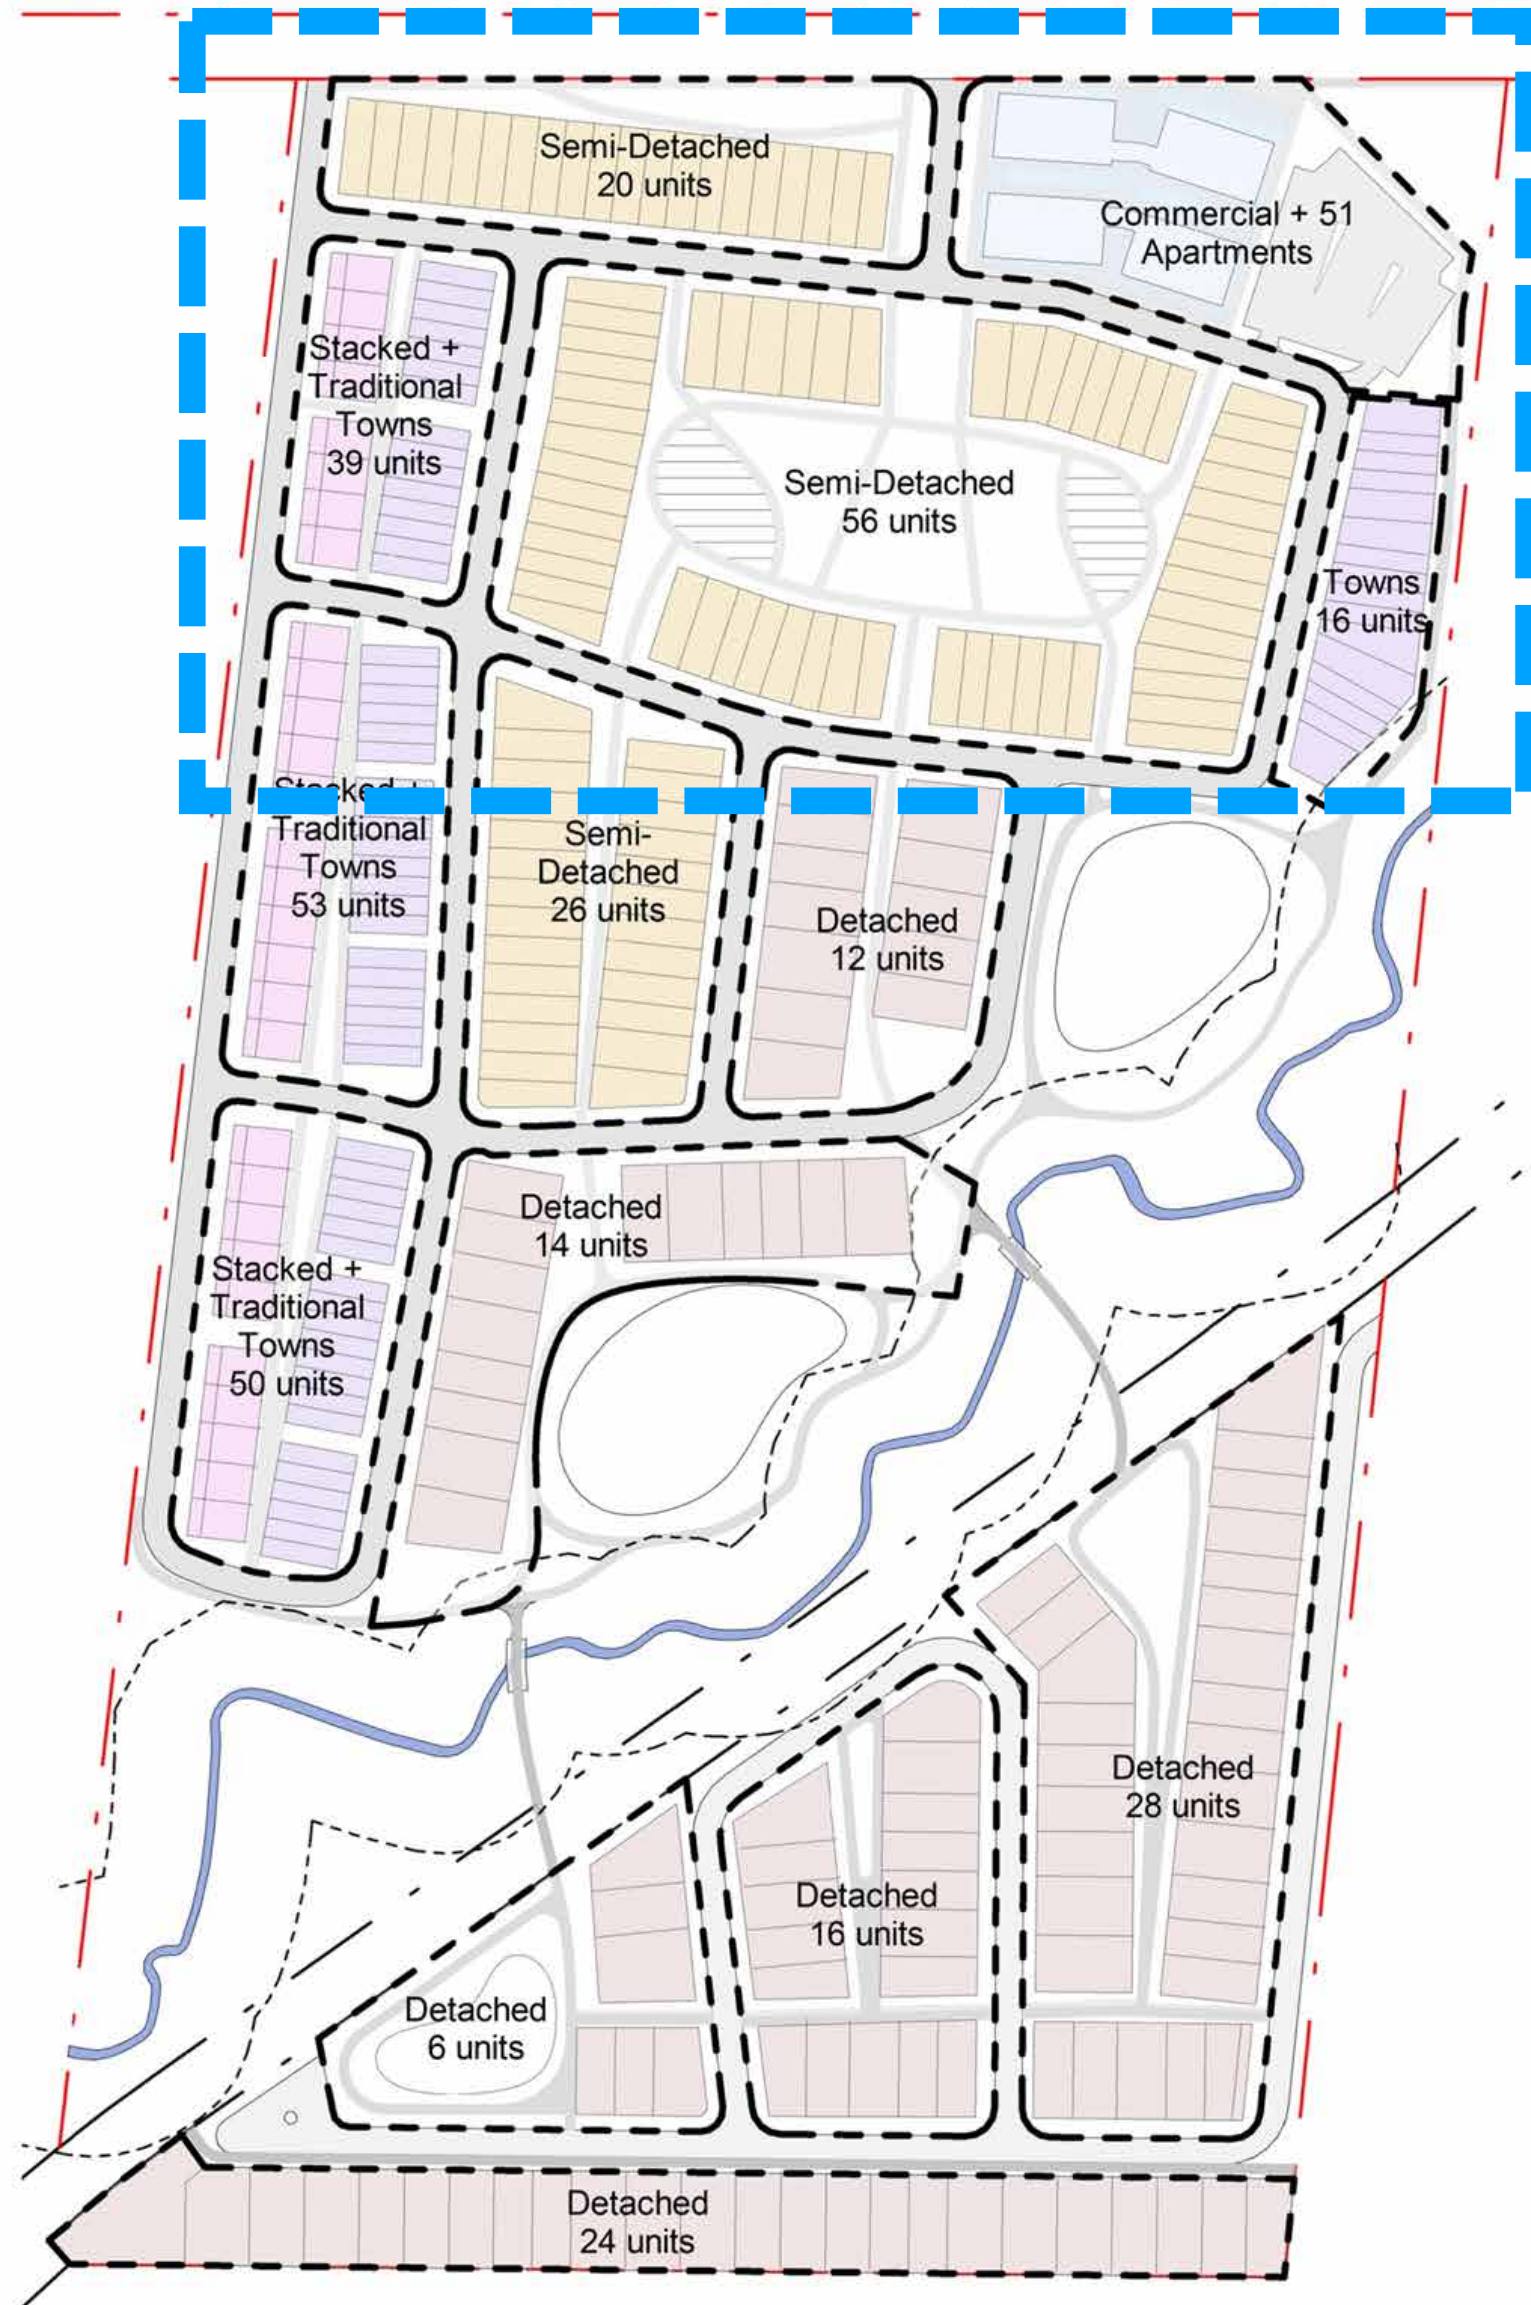 Semi-Detached
20 units
Commercial + 51
Apartments
Stacked +
Traditional
Towns
39 units
Semi-Detached
56 units
Towns
16 units
Stacked +
Traditional
Towns
53 units
Semi-
Detached
26 units
Detached
12 units
Detached
14 units
Stacked +
Traditional
Towns
50 units
Detached
28 units
Detached
16 units
Detached
6 units
Detached
24 units